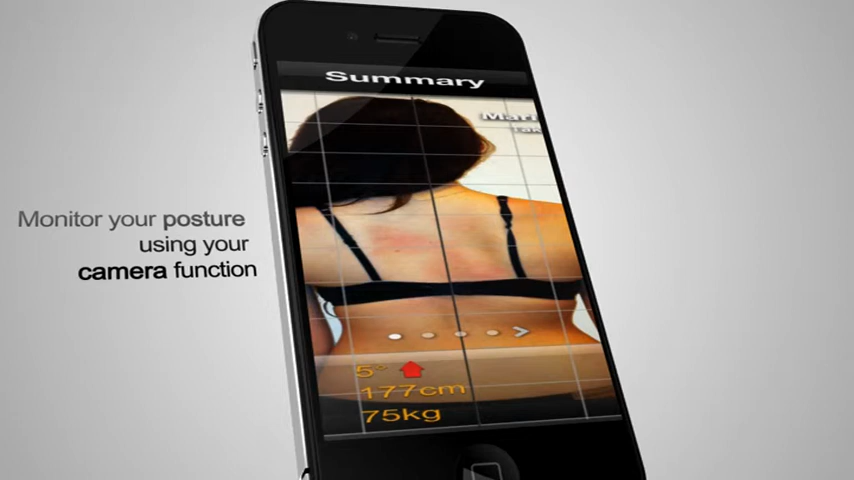 Summary
Monitor your posture
using your
camera function
5°
177cm
75kg